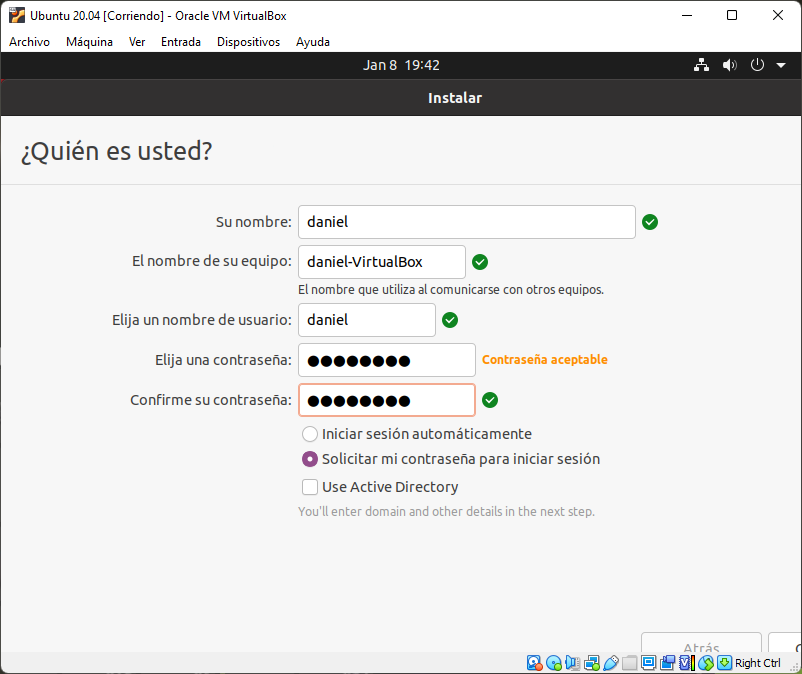 Ubuntu 20.04 [Corriendo] - Oracle VM VirtualBox
Archivo Máquina Ver Entrada Dispositivos Ayuda
Jan 8 19:42
Instalar
¿Quién es usted?
Su nombre: daniel
El nombre de su equipo: daniel-VirtualBox
El nombre que utiliza al comunicarse con otros equipos.
Elija un nombre de usuario: daniel
Elija una contraseña: ●●●●●●●● Contraseña aceptable
Confirme su contraseña: ●●●●●●●●
Iniciar sesión automáticamente
Solicitar mi contraseña para iniciar sesión
Use Active Directory
You'll enter domain and other details in the next step.
Atrás
Right Ctrl